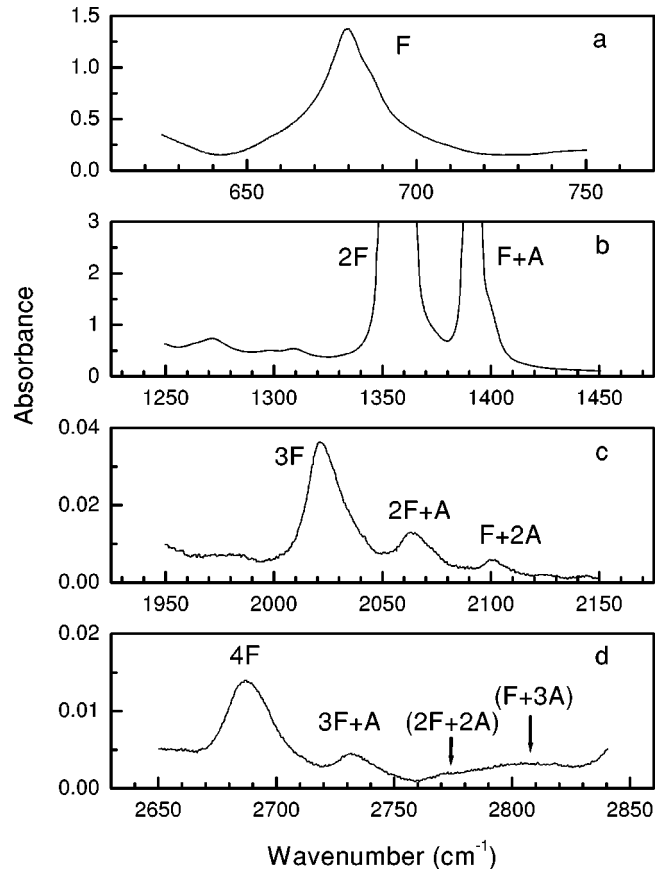 1.5
F
a
1.0
0.5
0.0
650
700
750
3
2F
F+A
b
2
1
0
1250
1300
1350
1400
1450
Absorbance
0.04
3F
c
2F+A
0.02
F+2A
0.00
1950
2000
2050
2100
2150
0.02
4F
d
(F+3A)
3F+A
(2F+2A)
0.01
0.00
2650
2700
2750
2800
2850
Wavenumber (cm-1)